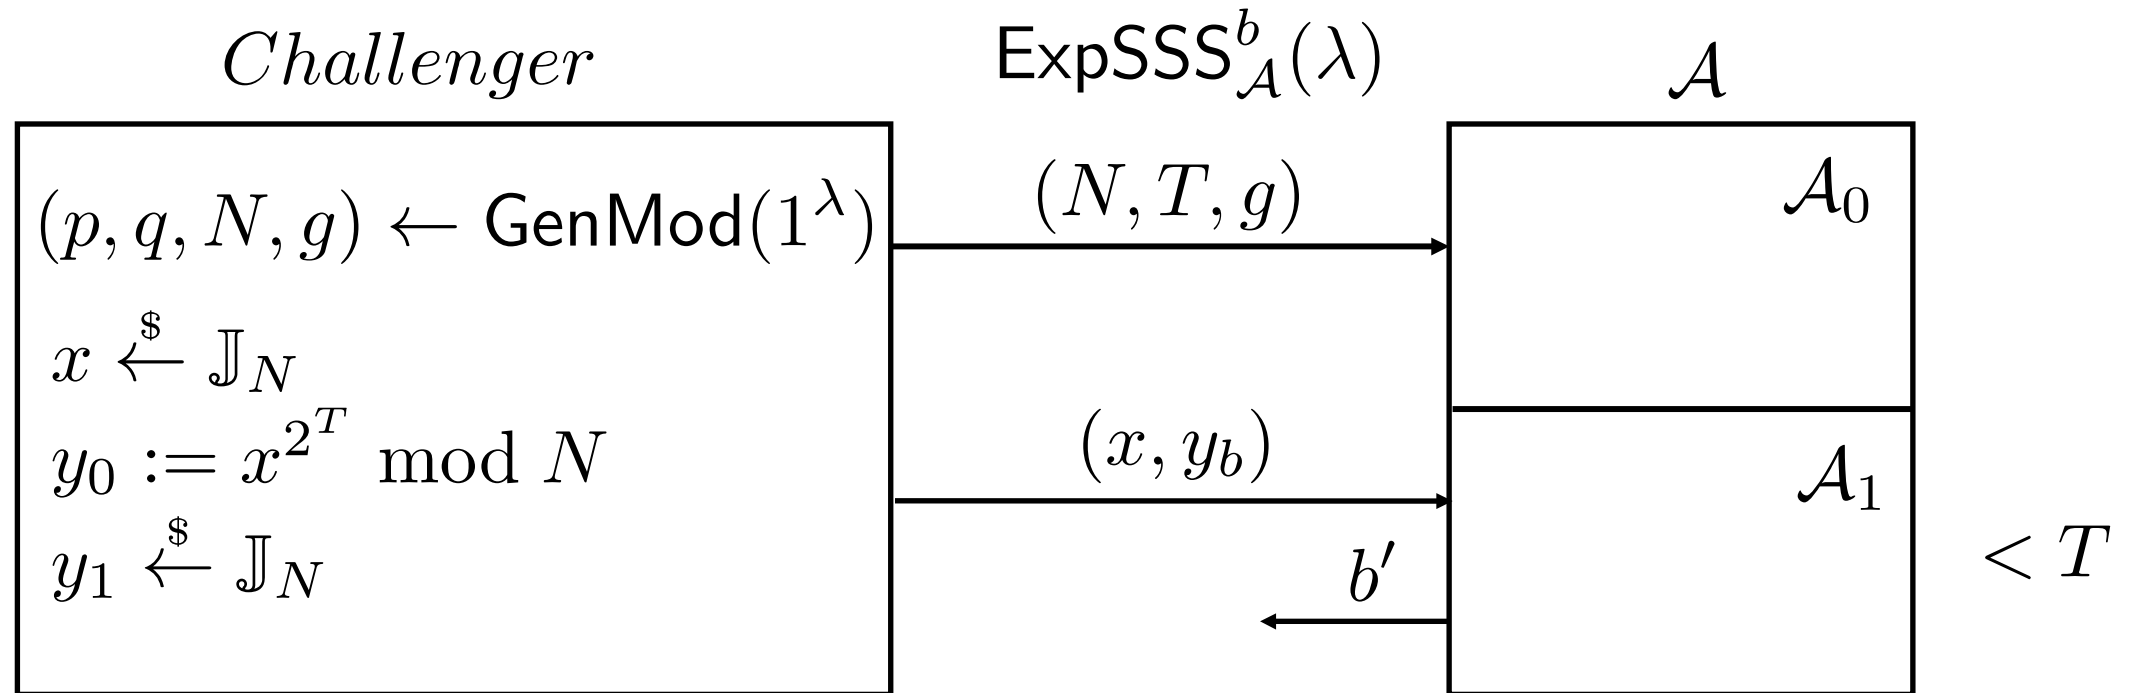 Challenger
ExpSSS^b_𝒜(λ)
𝒜
(p, q, N, g) ← GenMod(1^λ)
(N, T, g)
𝒜_0
x ←$ 𝕁_N
y_0 := x^{2^T} mod N
(x, y_b)
𝒜_1
y_1 ←$ 𝕁_N
b′
< T